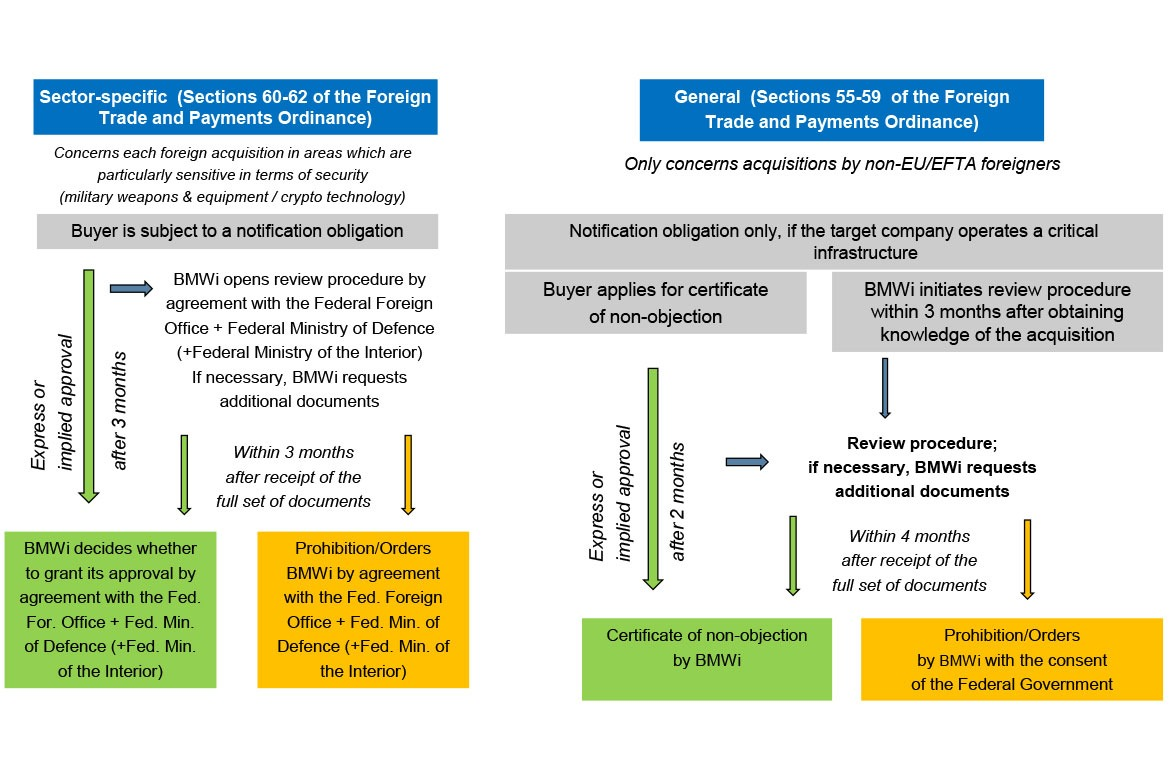 Sector-specific (Sections 60-62 of the Foreign
Trade and Payments Ordinance)
Concerns each foreign acquisition in areas which are
particularly sensitive in terms of security
(military weapons & equipment / crypto technology)
Buyer is subject to a notification obligation
BMWi opens review procedure by
agreement with the Federal Foreign
Office + Federal Ministry of Defence
(+Federal Ministry of the Interior)
If necessary, BMWi requests
additional documents
Express or
implied approval
after 3 months
Within 3 months
after receipt of the
full set of documents
BMWi decides whether
to grant its approval by
agreement with the Fed.
For. Office + Fed. Min.
of Defence (+Fed. Min.
of the Interior)
Prohibition/Orders
BMWi by agreement
with the Fed. Foreign
Office + Fed. Min. of
Defence (+Fed. Min. of
the Interior)
General (Sections 55-59 of the Foreign
Trade and Payments Ordinance)
Only concerns acquisitions by non-EU/EFTA foreigners
Notification obligation only, if the target company operates a critical
infrastructure
Buyer applies for certificate
of non-objection
BMWi initiates review procedure
within 3 months after obtaining
knowledge of the acquisition
Express or
implied approval
after 2 months
Review procedure;
if necessary, BMWi requests
additional documents
Within 4 months
after receipt of the
full set of documents
Certificate of non-objection
by BMWi
Prohibition/Orders
by BMWi with the consent
of the Federal Government